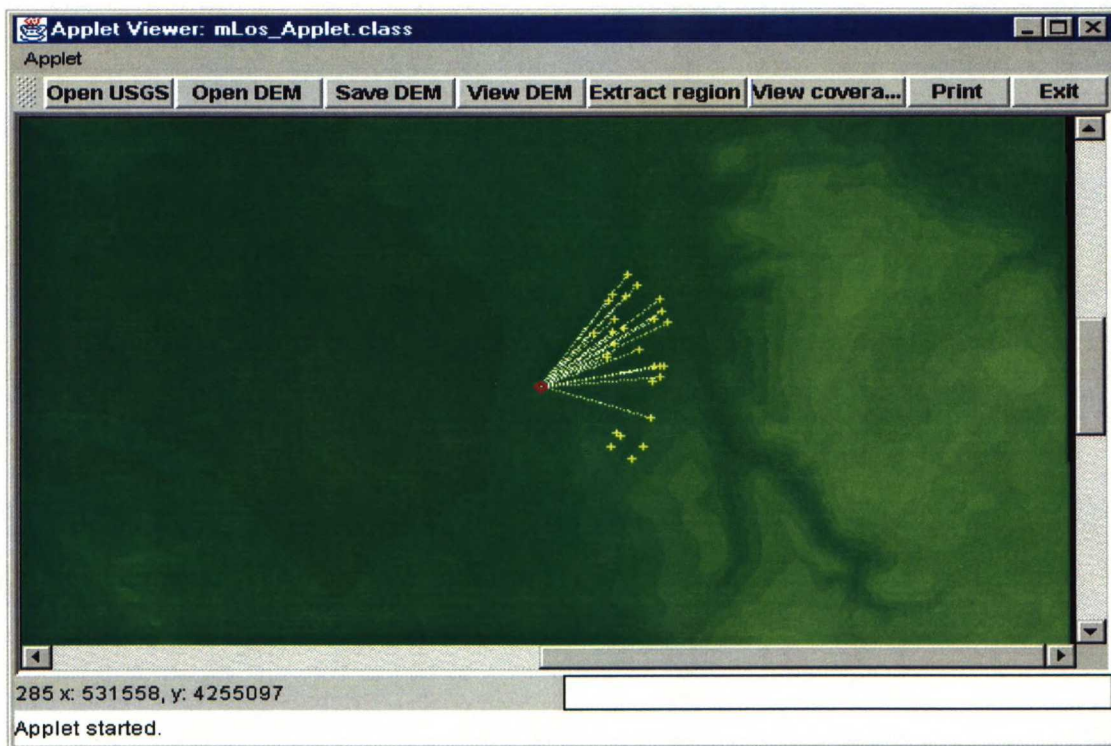 Applet Viewer: mLos_Applet.class
Applet
Open USGS Open DEM Save DEM View DEM Extract region View covera... Print Exit
285 x: 531558, y: 4255097
Applet started.